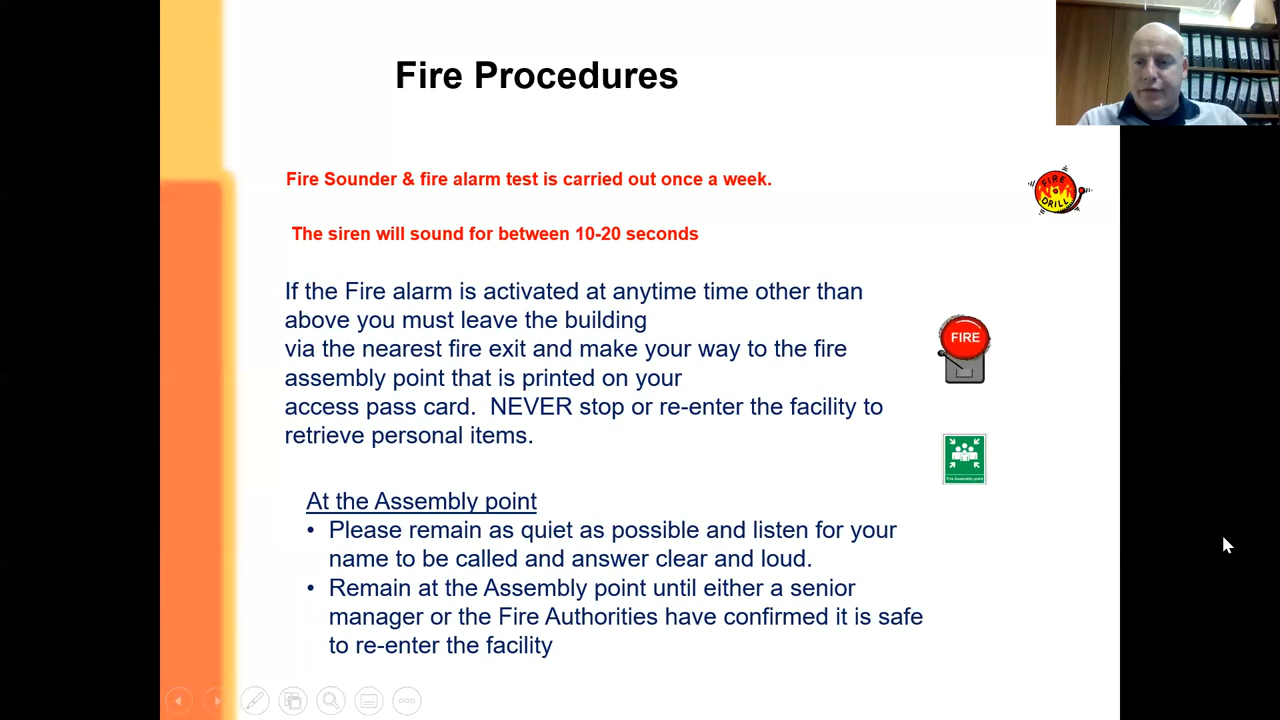 Fire Procedures
Fire Sounder & fire alarm test is carried out once a week.
FIRE
DRILL
The siren will sound for between 10-20 seconds
If the Fire alarm is activated at anytime time other than
above you must leave the building
via the nearest fire exit and make your way to the fire
assembly point that is printed on your
access pass card.  NEVER stop or re-enter the facility to
retrieve personal items.
FIRE
Fire Assembly point
At the Assembly point
• Please remain as quiet as possible and listen for your
name to be called and answer clear and loud.
• Remain at the Assembly point until either a senior
manager or the Fire Authorities have confirmed it is safe
to re-enter the facility